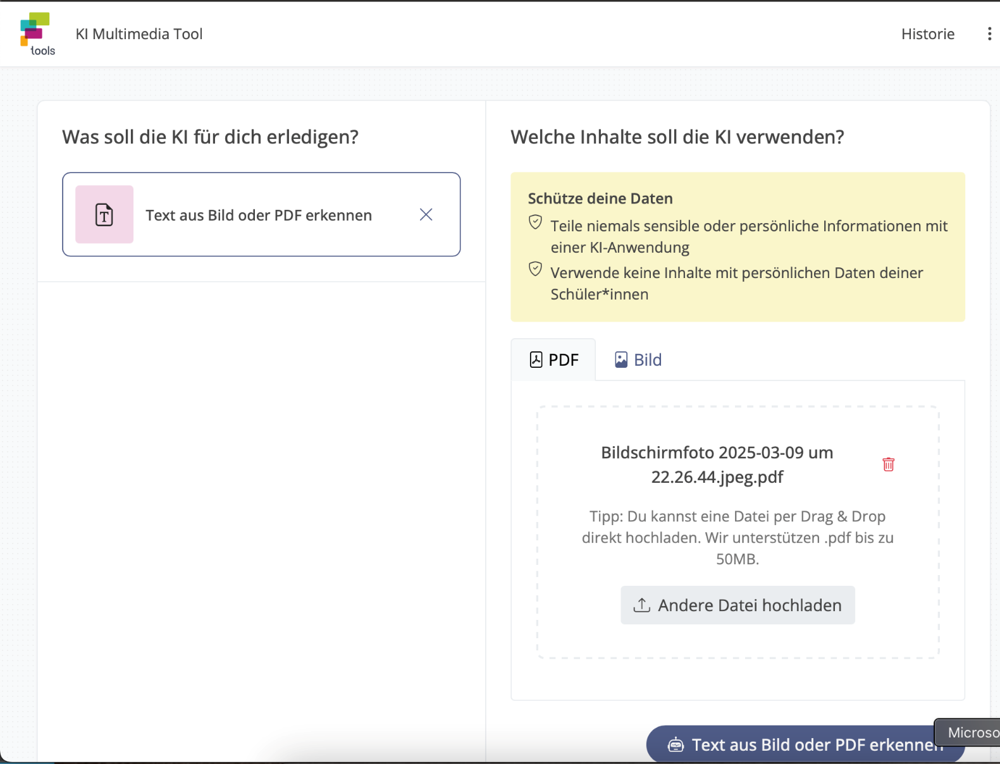 tools
KI Multimedia Tool
Historie
Was soll die KI für dich erledigen?
Text aus Bild oder PDF erkennen
Welche Inhalte soll die KI verwenden?
Schütze deine Daten
Teile niemals sensible oder persönliche Informationen mit
einer KI-Anwendung
Verwende keine Inhalte mit persönlichen Daten deiner
Schüler*innen
PDF
Bild
Bildschirmfoto 2025-03-09 um
22.26.44.jpeg.pdf
Tipp: Du kannst eine Datei per Drag & Drop
direkt hochladen. Wir unterstützen .pdf bis zu
50MB.
Andere Datei hochladen
Text aus Bild oder PDF erkennen
Microso